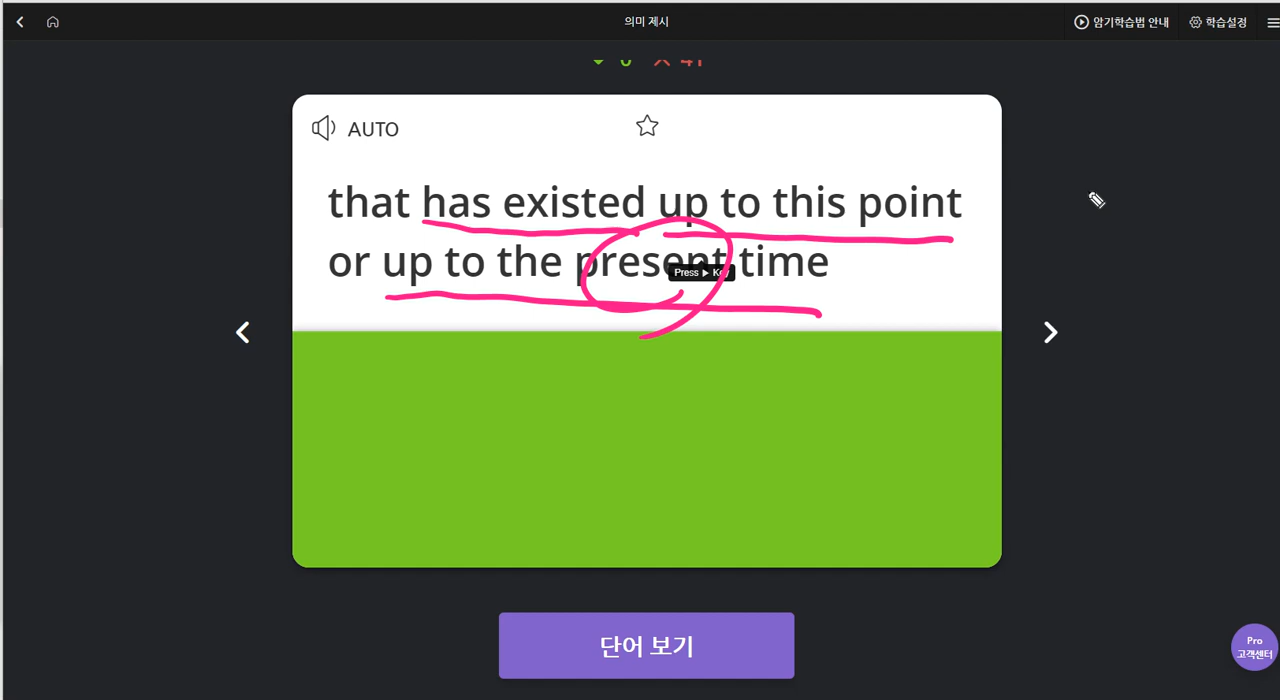 의미 제시
암기학습법 안내
학습설정
AUTO
that has existed up to this point
or up to the present time
Press ▶ Key
단어 보기
Pro
고객센터